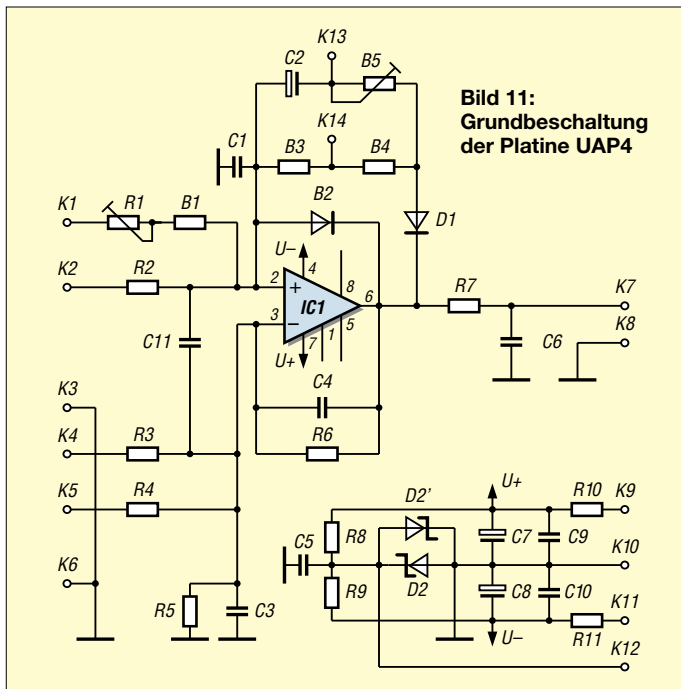 Bild 11:
Grundbeschaltung
der Platine UAP4
K13
C2
B5
K14
C1
B3
B4
K1
R1
B1
B2
D1
U–
4
K2
R2
2
+
8
6
R7
K7
IC1
3
–
1
5
K8
7
U+
C11
C6
C4
K3
R6
K4
R3
K5
R4
D2'
U+
R10
K9
R8
C5
C7
C9
K10
K6
R9
D2
C8
C10
K11
R5
C3
U–
R11
K12